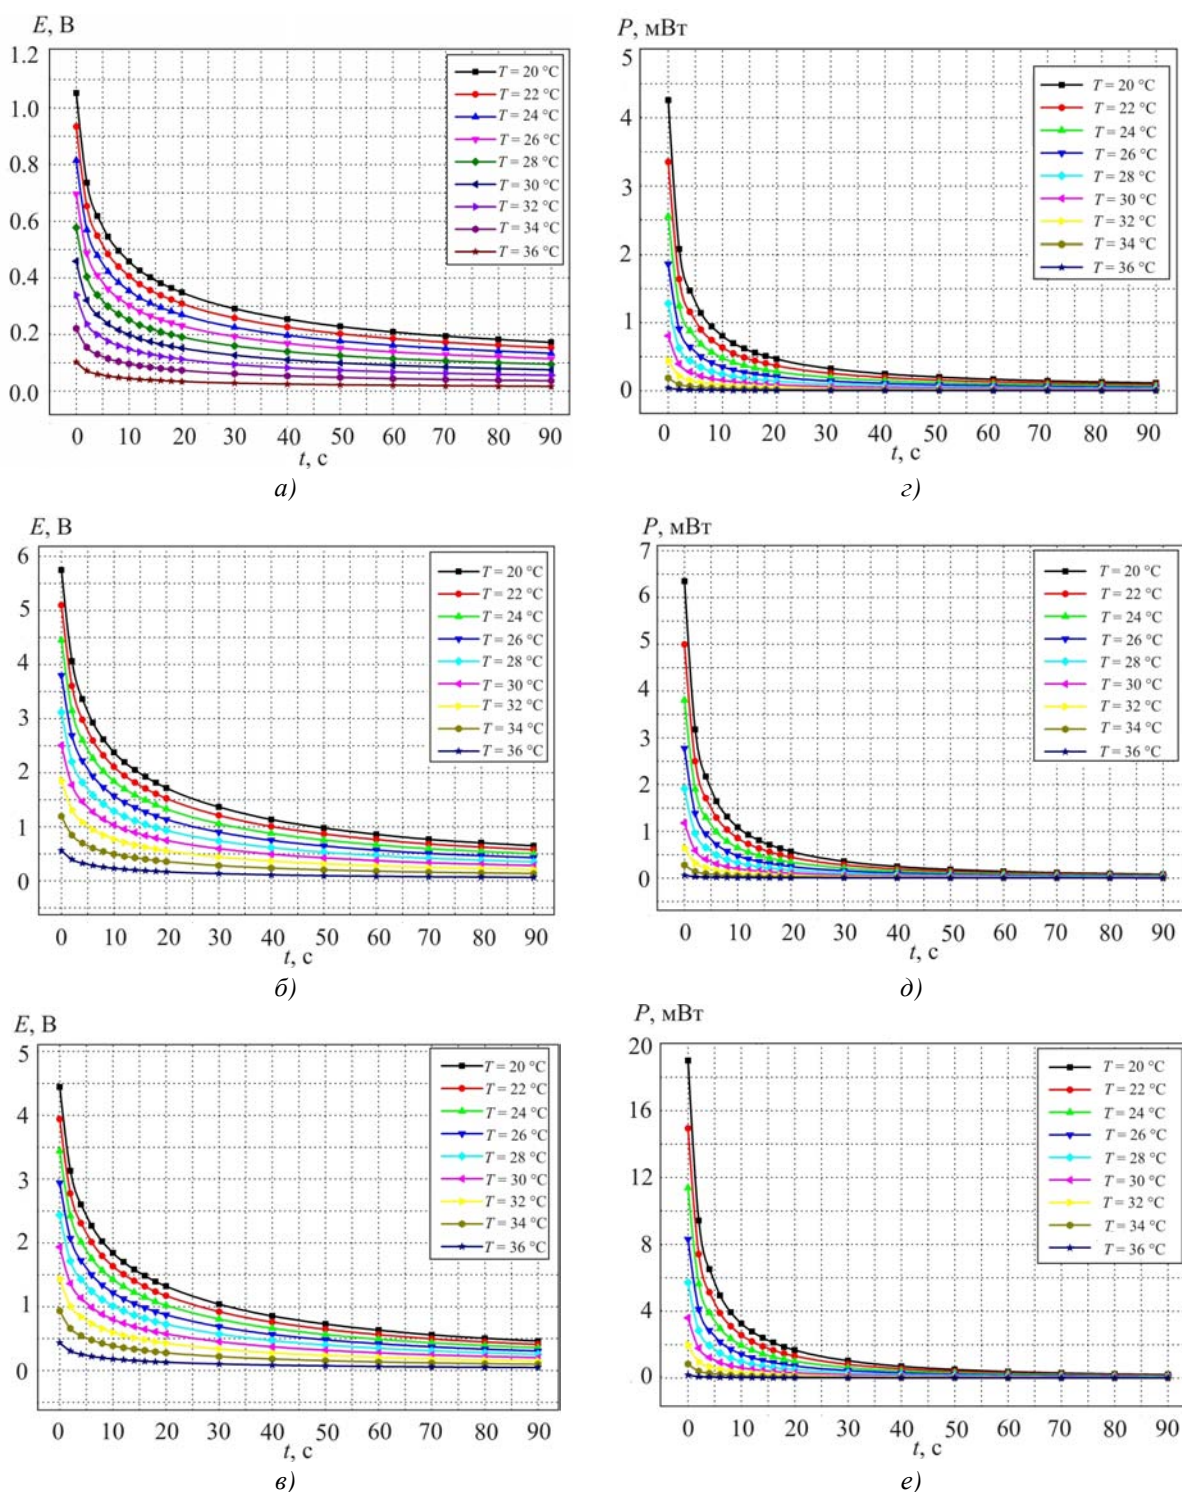 E, В
1.2
1.0
0.8
0.6
0.4
0.2
0.0
T = 20 °C
T = 22 °C
T = 24 °C
T = 26 °C
T = 28 °C
T = 30 °C
T = 32 °C
T = 34 °C
T = 36 °C
0 10 20 30 40 50 60 70 80 90
t, с
а)
P, мВт
5
4
3
2
1
0
T = 20 °C
T = 22 °C
T = 24 °C
T = 26 °C
T = 28 °C
T = 30 °C
T = 32 °C
T = 34 °C
T = 36 °C
0 10 20 30 40 50 60 70 80 90
t, с
г)
E, В
6
5
4
3
2
1
0
T = 20 °C
T = 22 °C
T = 24 °C
T = 26 °C
T = 28 °C
T = 30 °C
T = 32 °C
T = 34 °C
T = 36 °C
0 10 20 30 40 50 60 70 80 90
t, с
б)
P, мВт
7
6
5
4
3
2
1
0
T = 20 °C
T = 22 °C
T = 24 °C
T = 26 °C
T = 28 °C
T = 30 °C
T = 32 °C
T = 34 °C
T = 36 °C
0 10 20 30 40 50 60 70 80 90
t, с
д)
E, В
5
4
3
2
1
0
T = 20 °C
T = 22 °C
T = 24 °C
T = 26 °C
T = 28 °C
T = 30 °C
T = 32 °C
T = 34 °C
T = 36 °C
0 10 20 30 40 50 60 70 80 90
t, с
в)
P, мВт
20
16
12
8
4
0
T = 20 °C
T = 22 °C
T = 24 °C
T = 26 °C
T = 28 °C
T = 30 °C
T = 32 °C
T = 34 °C
T = 36 °C
0 10 20 30 40 50 60 70 80 90
t, с
е)